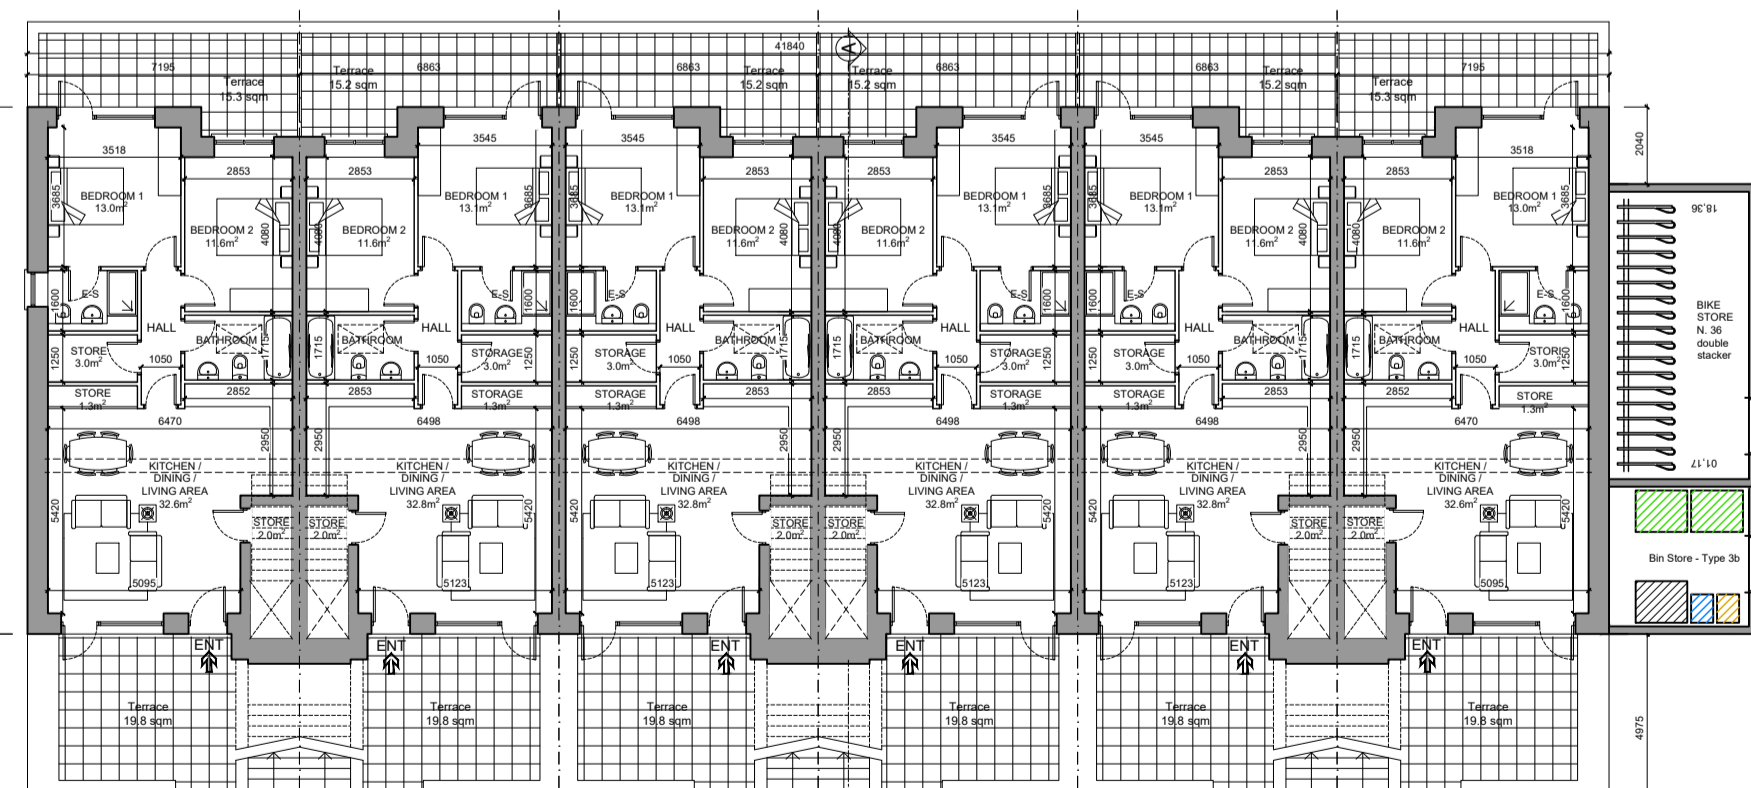 41840
7195
6863
6863
6863
6863
7195
A
Terrace
15.3 sqm
Terrace
15.2 sqm
Terrace
15.2 sqm
Terrace
15.2 sqm
Terrace
15.2 sqm
Terrace
15.3 sqm
3518
2853
2853
3545
3545
2853
2853
3545
3545
2853
2853
3518
2040
3685
BEDROOM 1
13.0m²
BEDROOM 2
11.6m²
4080
4080
BEDROOM 2
11.6m²
BEDROOM 1
13.1m²
3685
3685
BEDROOM 1
13.1m²
BEDROOM 2
11.6m²
4080
4080
BEDROOM 2
11.6m²
BEDROOM 1
13.1m²
3685
3685
BEDROOM 1
13.1m²
BEDROOM 2
11.6m²
4080
4080
BEDROOM 2
11.6m²
BEDROOM 1
13.0m²
3685
18,36
BIKE
STORE
N. 36
double
stacker
01,17
1600
E-S
E-S
1600
1600
E-S
E-S
1600
1600
E-S
E-S
1600
HALL
HALL
HALL
HALL
HALL
HALL
BATHROOM
1715
1715
BATHROOM
BATHROOM
1715
1715
BATHROOM
BATHROOM
1715
1715
BATHROOM
1250
STORE
3.0m²
1050
1050
STORAGE
3.0m²
1250
1250
STORAGE
3.0m²
1050
1050
STORAGE
3.0m²
1250
1250
STORAGE
3.0m²
1050
1050
3.0m²
1250
STORE
1.3m²
2852
2853
STORAGE
1.3m²
STORAGE
1.3m²
2853
2853
STORAGE
1.3m²
STORAGE
1.3m²
2853
2852
STORE
1.3m²
6470
6498
6498
6498
6498
6470
2950
2950
2950
2950
2950
2950
KITCHEN /
DINING /
LIVING AREA
32.6m²
KITCHEN /
DINING /
LIVING AREA
32.8m²
KITCHEN /
DINING /
LIVING AREA
32.8m²
KITCHEN /
DINING /
LIVING AREA
32.8m²
KITCHEN /
DINING /
LIVING AREA
32.8m²
KITCHEN /
DINING /
LIVING AREA
32.6m²
5420
5420
5420
5420
5420
5420
STORE
2.0m²
STORE
2.0m²
STORE
2.0m²
STORE
2.0m²
STORE
2.0m²
STORE
2.0m²
Bin Store - Type 3b
5095
5123
5123
5123
5123
5095
ENT
ENT
ENT
ENT
ENT
ENT
Terrace
19.8 sqm
Terrace
19.8 sqm
Terrace
19.8 sqm
Terrace
19.8 sqm
Terrace
19.8 sqm
Terrace
19.8 sqm
4975